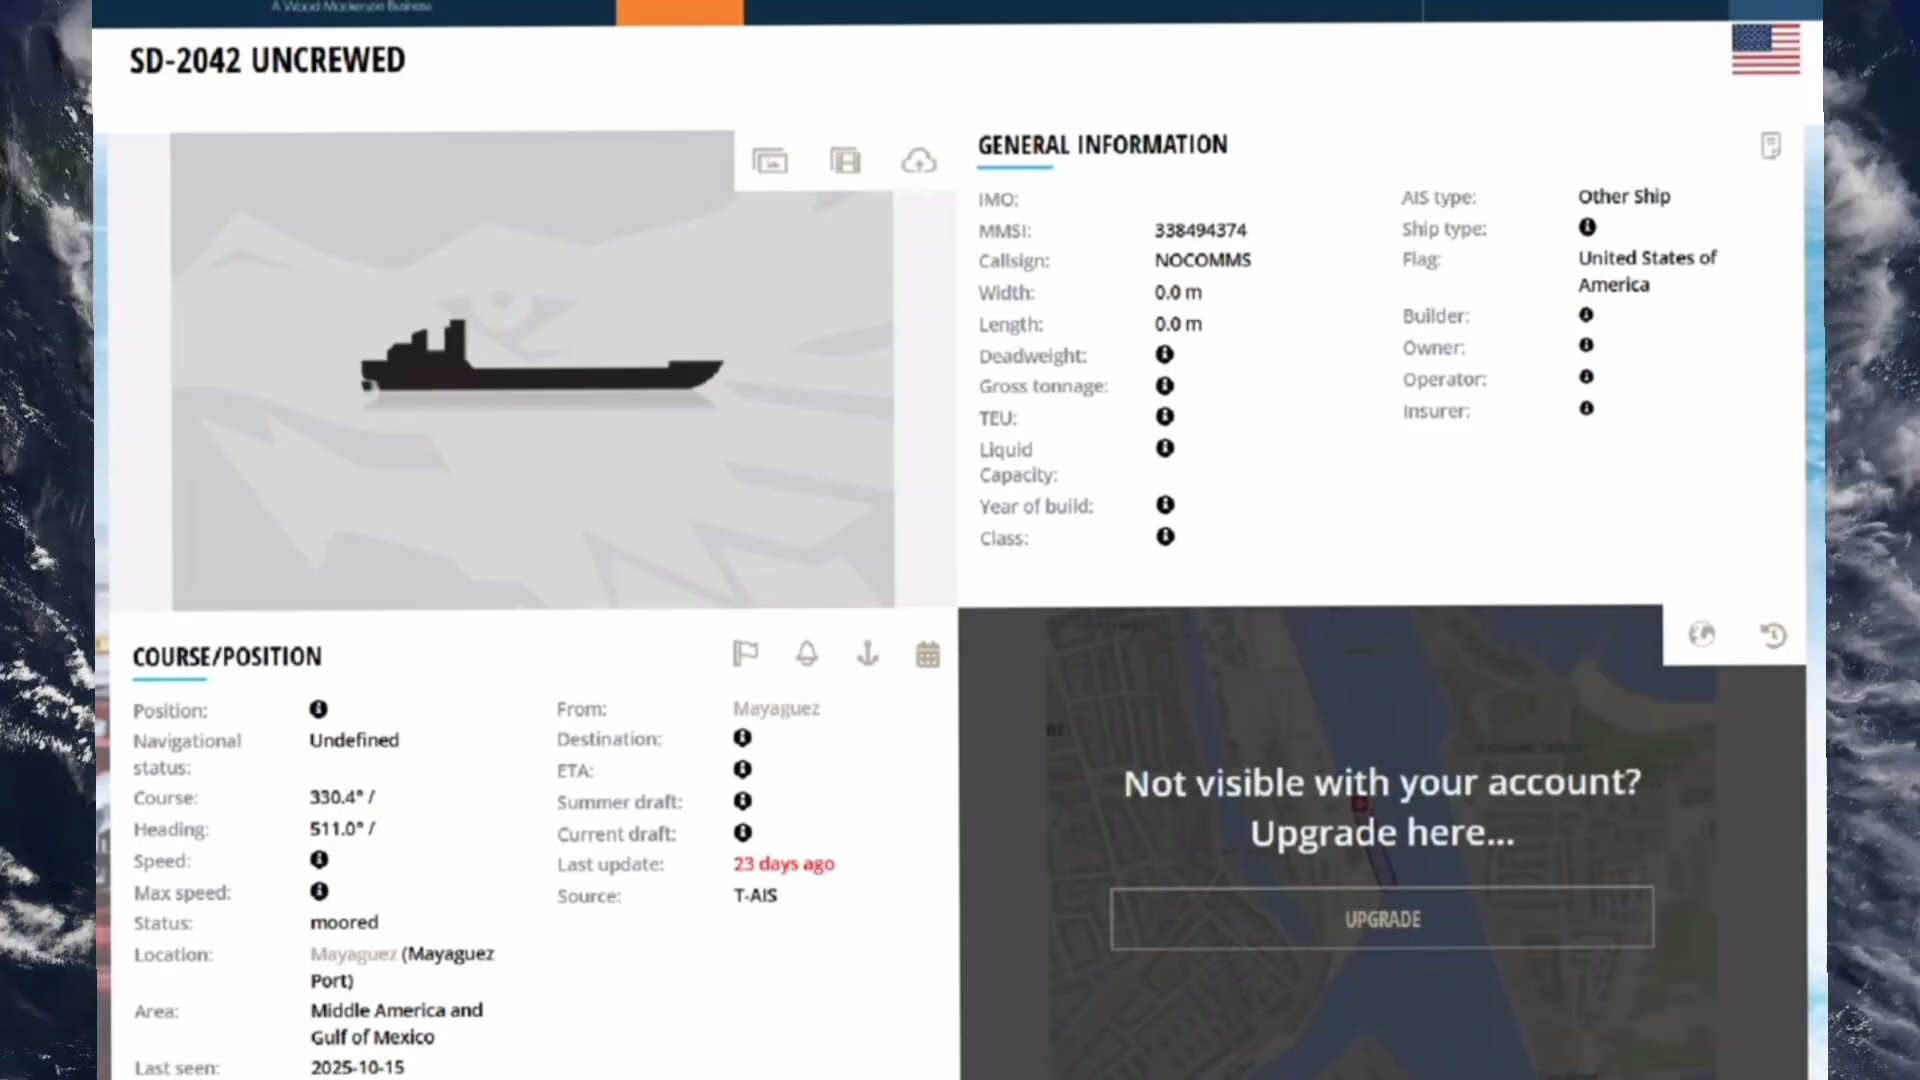 A Wood Mackenzie Business
SD-2042 UNCREWED
GENERAL INFORMATION
IMO:
MMSI: 338494374
Callsign: NOCOMMS
Width: 0.0 m
Length: 0.0 m
Deadweight:
Gross tonnage:
TEU:
Liquid
Capacity:
Year of build:
Class:
AIS type: Other Ship
Ship type:
Flag: United States of
America
Builder:
Owner:
Operator:
Insurer:
COURSE/POSITION
Position:
Navigational Undefined
status:
Course: 330.4° /
Heading: 511.0° /
Speed:
Max speed:
Status: moored
Location: Mayaguez (Mayaguez
Port)
Area: Middle America and
Gulf of Mexico
Last seen: 2025-10-15
From: Mayaguez
Destination:
ETA:
Summer draft:
Current draft:
Last update: 23 days ago
Source: T-AIS
Not visible with your account?
Upgrade here...
UPGRADE